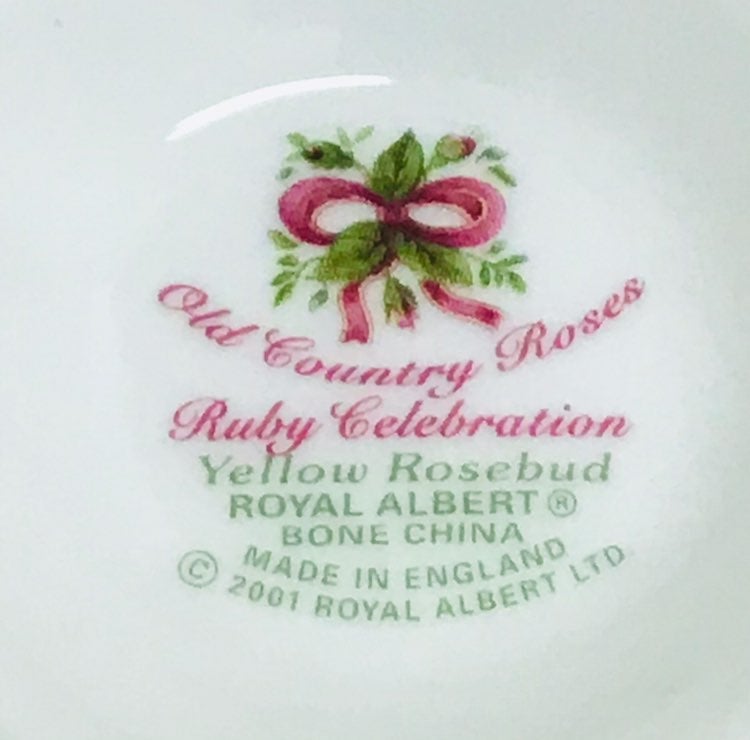 Old Country Roses
Ruby Celebration
Yellow Rosebud
ROYAL ALBERT ®
BONE CHINA
MADE IN ENGLAND
© 2001 ROYAL ALBERT LTD